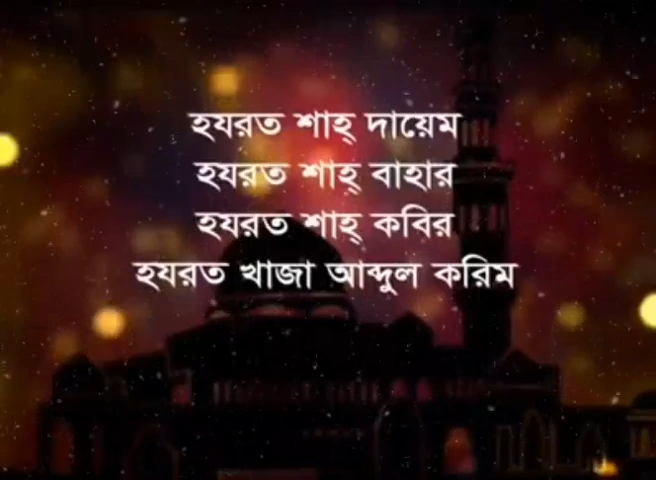 হযরত শাহ্ দায়েম
হযরত শাহ্ বাহার
হযরত শাহ্ কবির
হযরত খাজা আব্দুল করিম